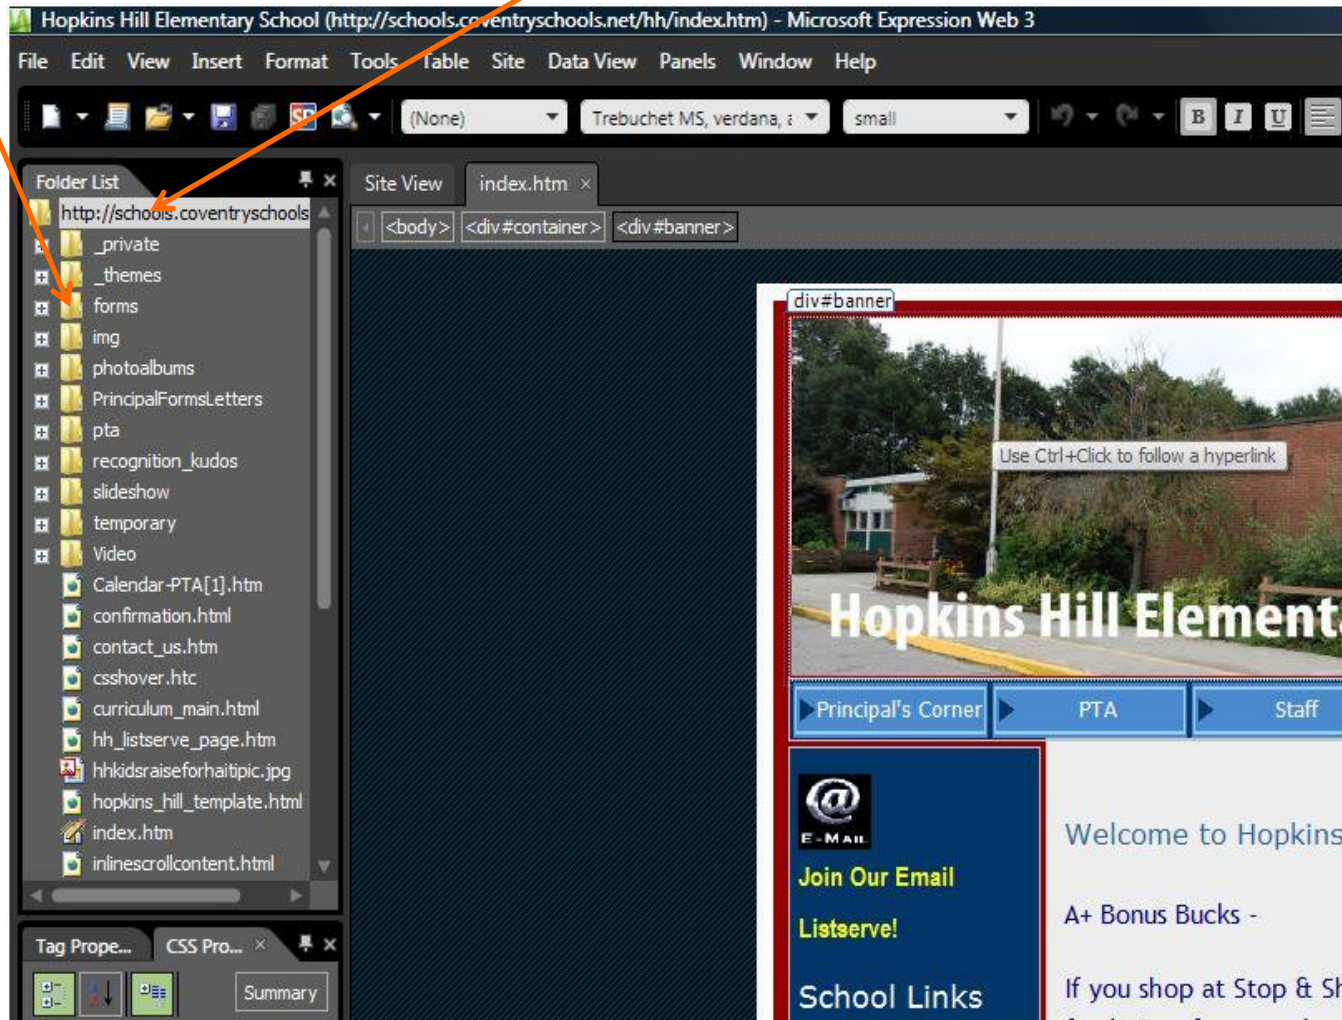 Hopkins Hill Elementary School (http://schools.coventryschools.net/hh/index.htm) - Microsoft Expression Web 3
File Edit View Insert Format Tools Table Site Data View Panels Window Help
(None) Trebuchet MS, verdana, small B I U
Folder List
http://schools.coventryschools
_private
_themes
forms
img
photoalbums
PrincipalFormsLetters
pta
recognition_kudos
slideshow
temporary
Video
Calendar-PTA[1].htm
confirmation.html
contact_us.htm
csshover.htc
curriculum_main.html
hh_listserve_page.htm
hhkidsraiseforhaitipic.jpg
hopkins_hill_template.html
index.htm
inlinescrollcontent.html
Tag Prope... CSS Pro...
Summary
Site View index.htm
<body> <div#container> <div#banner>
div#banner
Use Ctrl+Click to follow a hyperlink
Hopkins Hill Elementa
Principal's Corner PTA Staff
@
E-MAIL
Join Our Email
Listserve!
School Links
Welcome to Hopkins
A+ Bonus Bucks -
If you shop at Stop & Sh